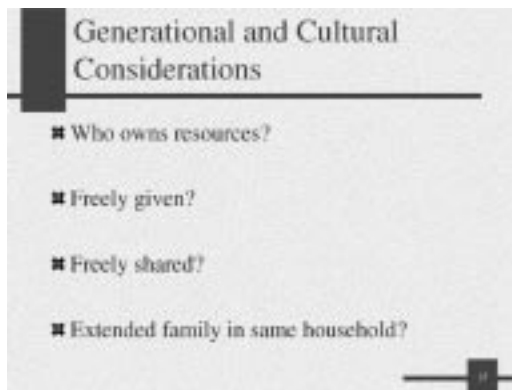 Generational and Cultural
Considerations
Who owns resources?
Freely given?
Freely shared?
Extended family in same household?